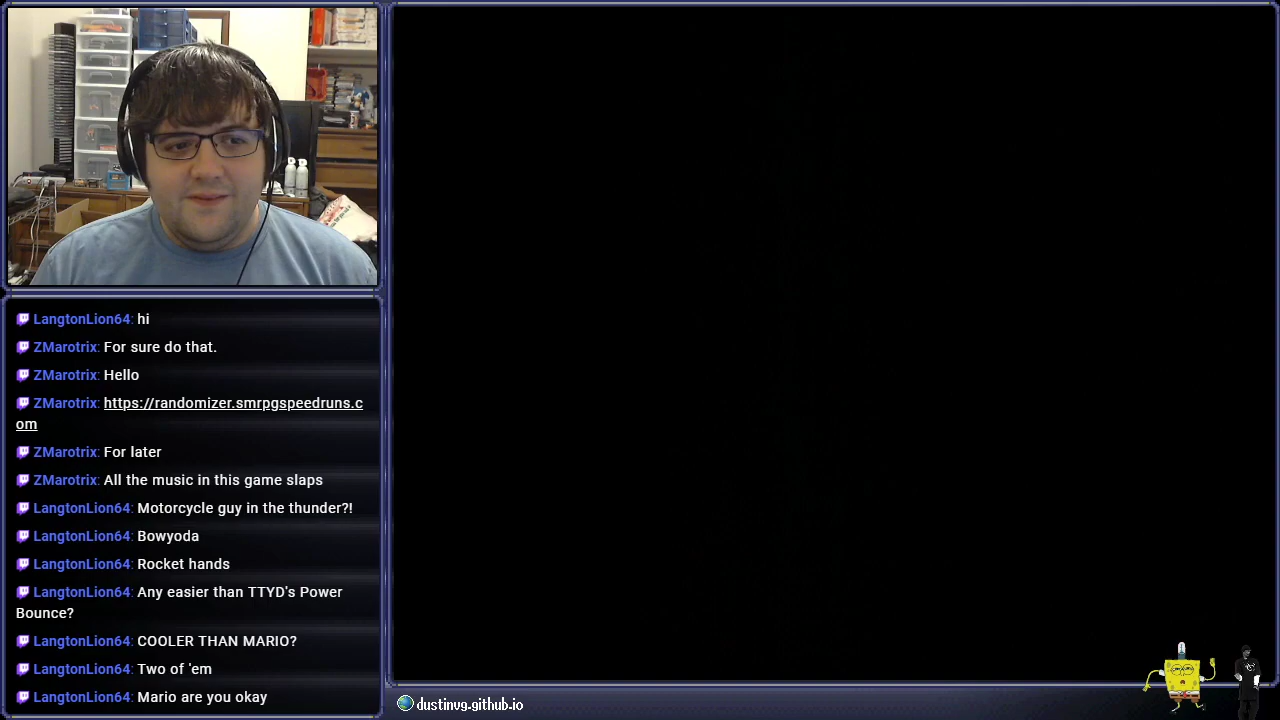 LangtonLion64: hi
ZMarotrix: For sure do that.
ZMarotrix: Hello
ZMarotrix: https://randomizer.smrpgspeedruns.c
om
ZMarotrix: For later
ZMarotrix: All the music in this game slaps
LangtonLion64: Motorcycle guy in the thunder?!
LangtonLion64: Bowyoda
LangtonLion64: Rocket hands
LangtonLion64: Any easier than TTYD's Power
Bounce?
LangtonLion64: COOLER THAN MARIO?
LangtonLion64: Two of 'em
LangtonLion64: Mario are you okay
dustinvg.github.io